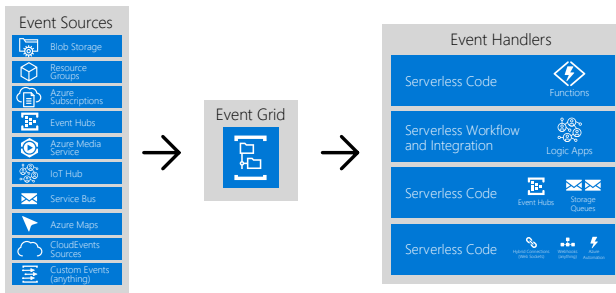 Event Sources
Blob Storage
Resource
Groups
Azure
Subscriptions
Event Hubs
Azure Media
Service
IoT Hub
Service Bus
Azure Maps
CloudEvents
Sources
Custom Events
(anything)
Event Grid
Event Handlers
Serverless Code
Functions
Serverless Workflow
and Integration
Logic Apps
Serverless Code
Event Hubs
Storage
Queues
Serverless Code
Hybrid Connections
(Web Sockets)
WebHooks
(anything)
Azure
Automation